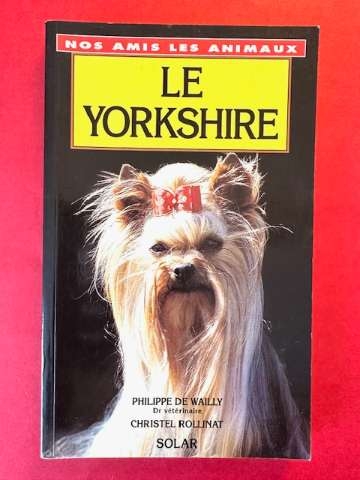 NOS AMIS LES ANIMAUX
LE
YORKSHIRE
PHILIPPE DE WAILLY
Dr vétérinaire
CHRISTEL ROLLINAT
SOLAR